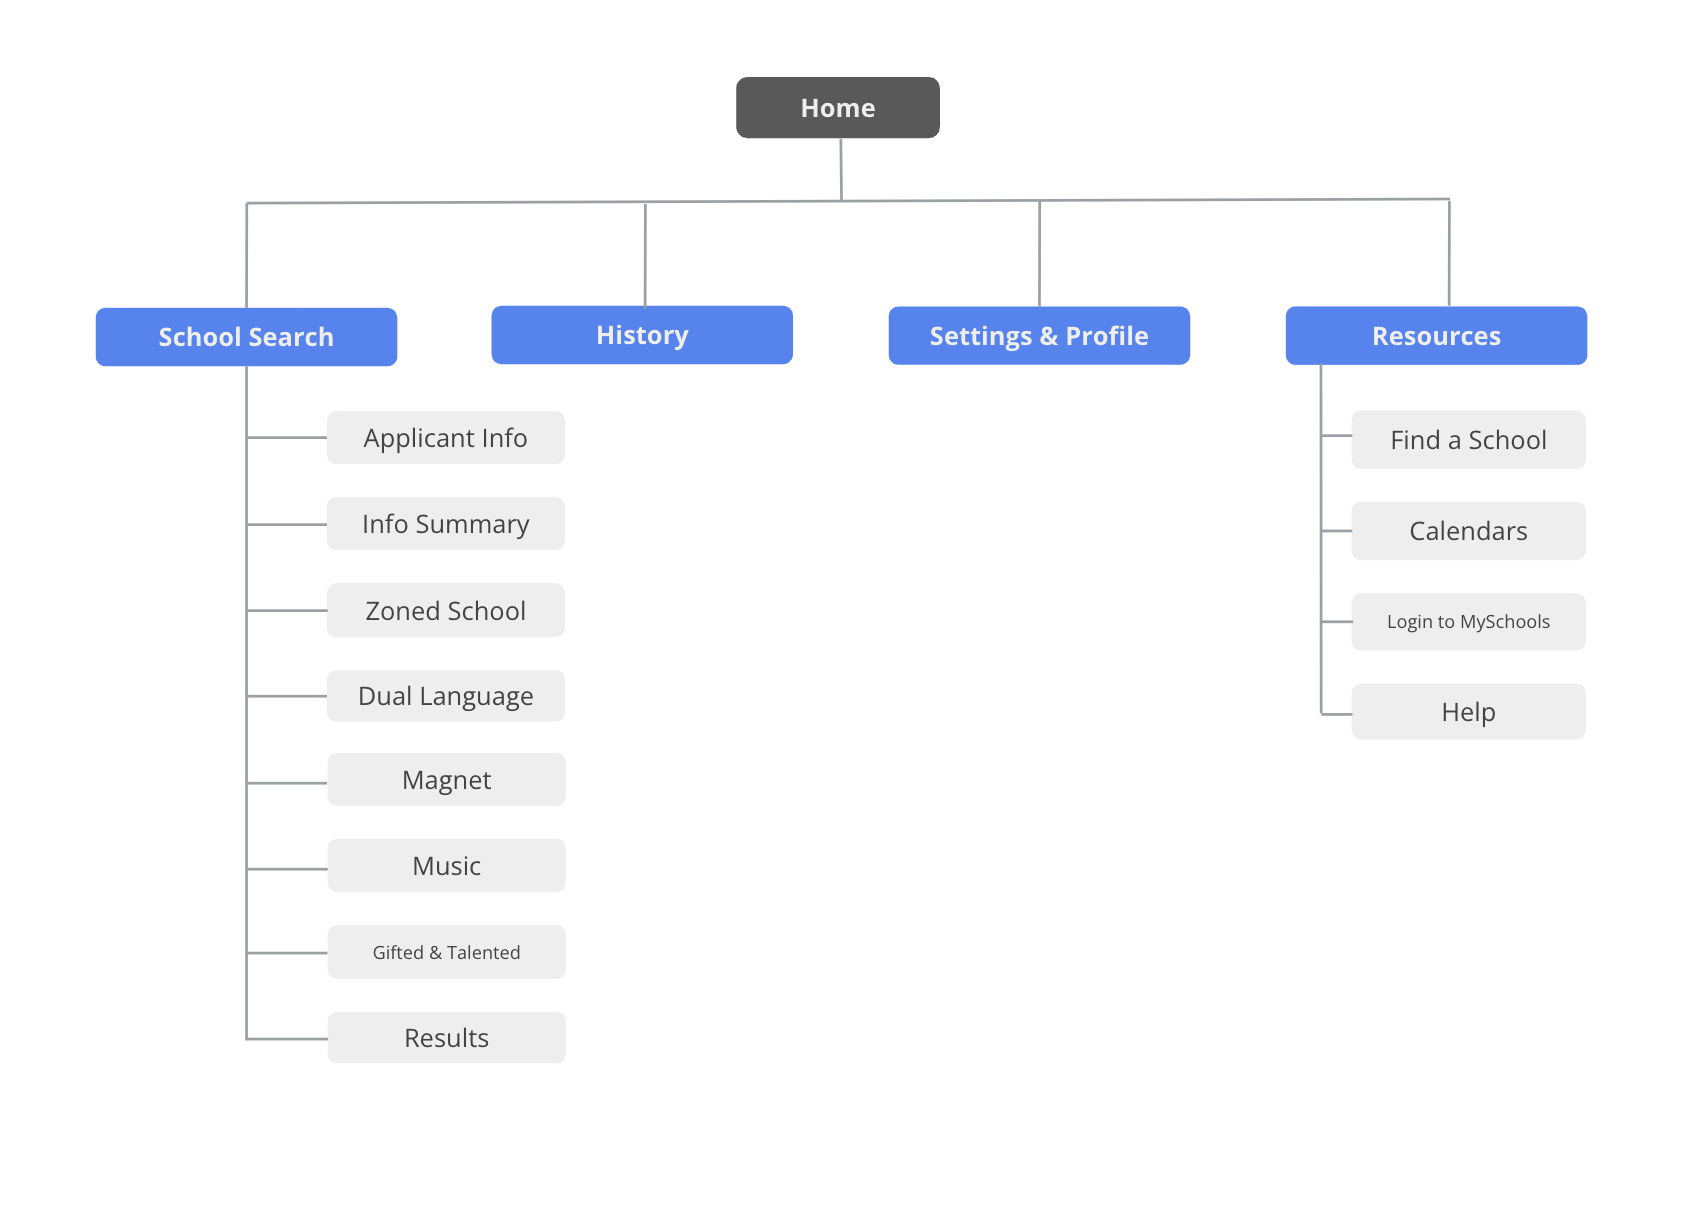 Home
School Search
History
Settings & Profile
Resources
Applicant Info
Info Summary
Zoned School
Dual Language
Magnet
Music
Gifted & Talented
Results
Find a School
Calendars
Login to MySchools
Help